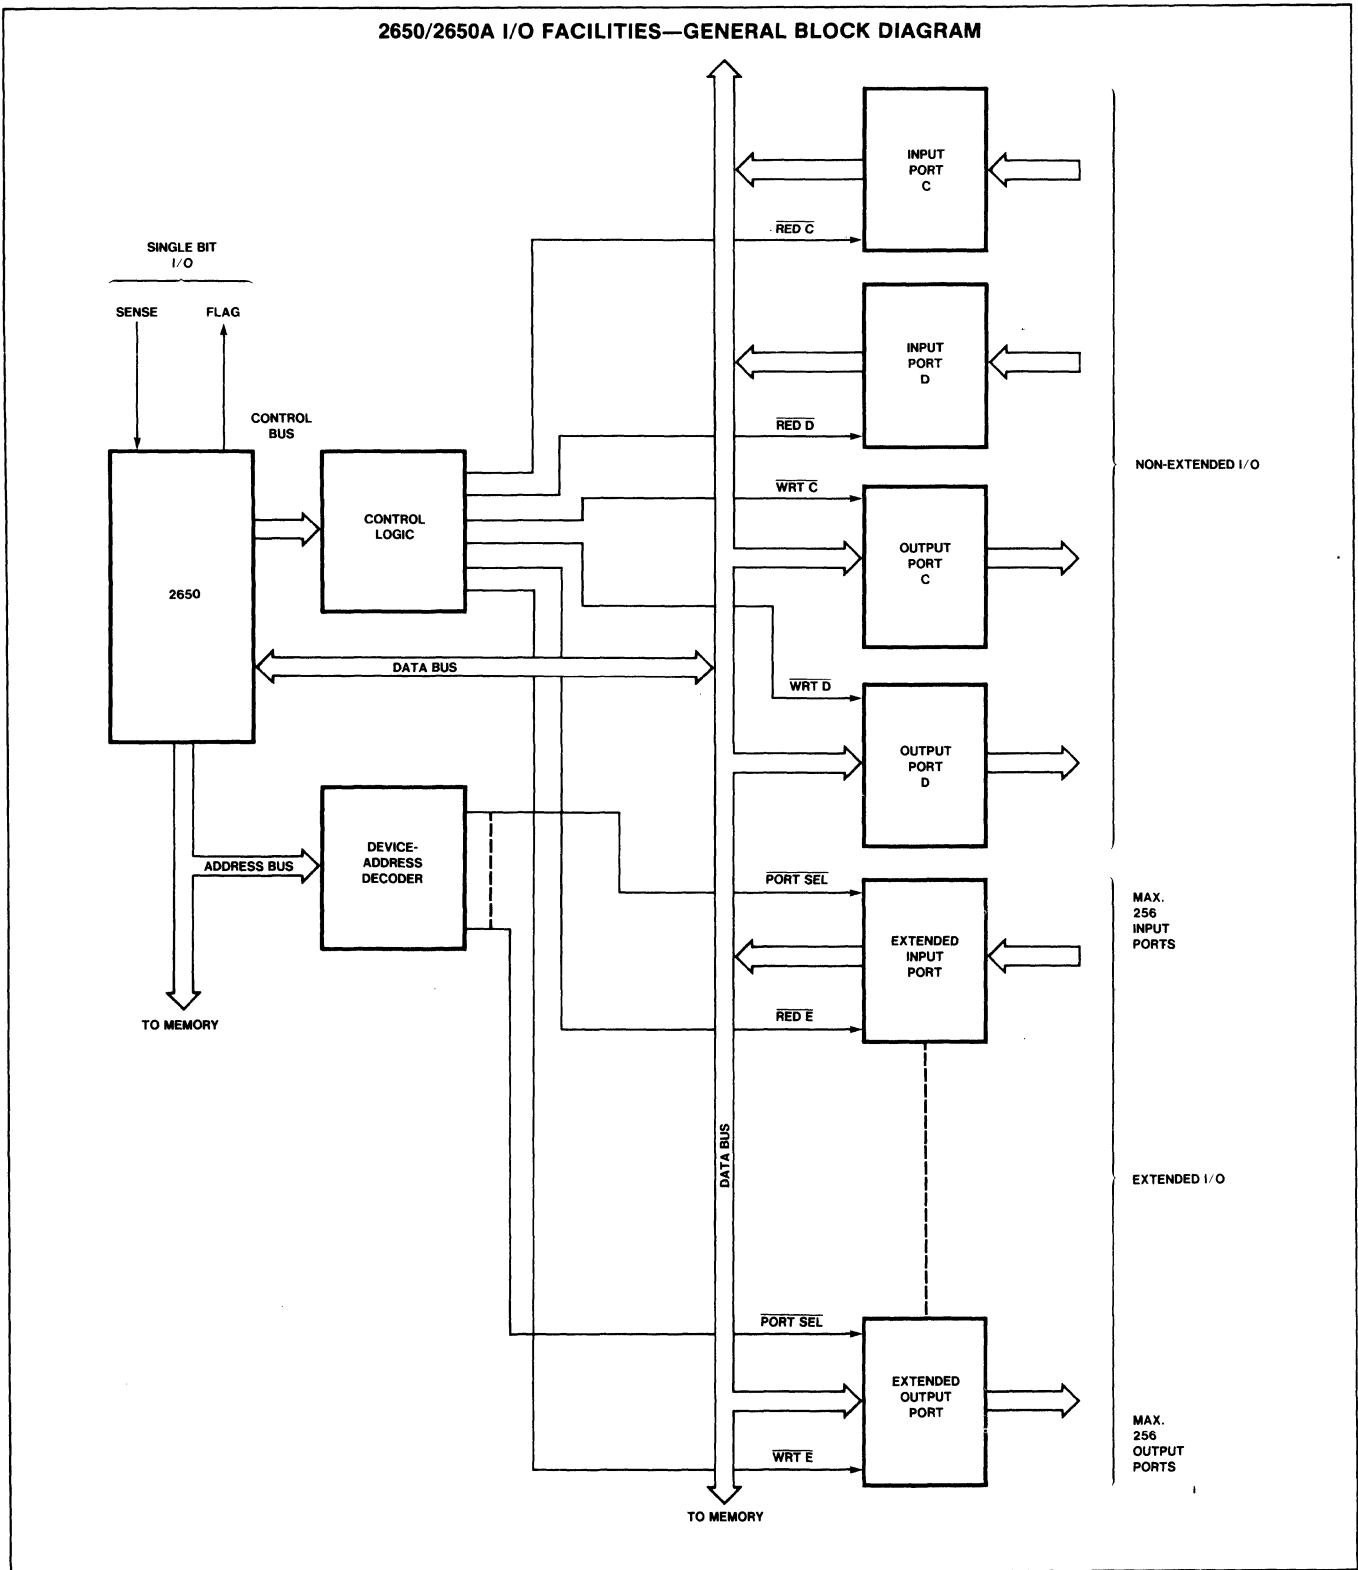 2650/2650A I/O FACILITIES—GENERAL BLOCK DIAGRAM
INPUT
PORT
C
RED C
SINGLE BIT
I/O
SENSE
FLAG
INPUT
PORT
D
CONTROL
BUS
RED D
NON-EXTENDED I/O
WRT C
CONTROL
LOGIC
OUTPUT
PORT
C
2650
DATA BUS
WRT D
OUTPUT
PORT
D
DEVICE-
ADDRESS
DECODER
ADDRESS BUS
PORT SEL
MAX.
256
INPUT
PORTS
EXTENDED
INPUT
PORT
TO MEMORY
RED E
DATA BUS
EXTENDED I/O
PORT SEL
EXTENDED
OUTPUT
PORT
MAX.
256
OUTPUT
PORTS
WRT E
TO MEMORY